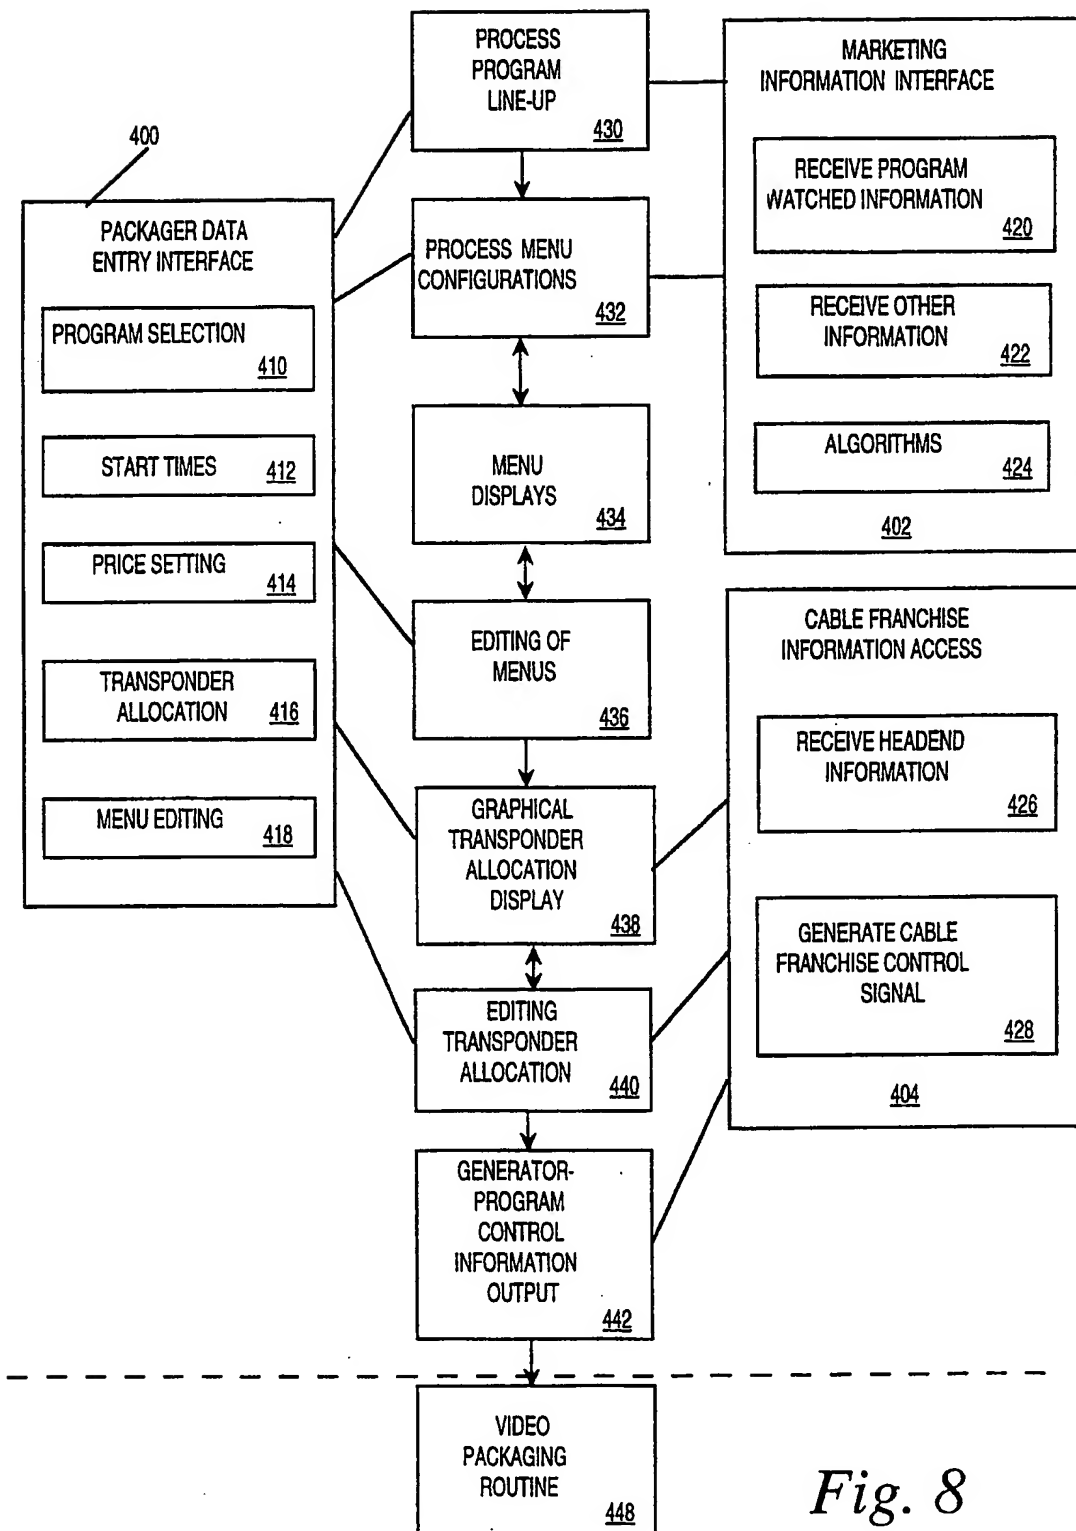 PROCESS
PROGRAM
LINE-UP
430
MARKETING
INFORMATION INTERFACE
RECEIVE PROGRAM
WATCHED INFORMATION
420
RECEIVE OTHER
INFORMATION
422
ALGORITHMS
424
402
400
PACKAGER DATA
ENTRY INTERFACE
PROGRAM SELECTION
410
START TIMES
412
PRICE SETTING
414
TRANSPONDER
ALLOCATION
416
MENU EDITING
418
PROCESS MENU
CONFIGURATIONS
432
MENU
DISPLAYS
434
EDITING OF
MENUS
436
GRAPHICAL
TRANSPONDER
ALLOCATION
DISPLAY
438
EDITING
TRANSPONDER
ALLOCATION
440
GENERATOR-
PROGRAM
CONTROL
INFORMATION
OUTPUT
442
CABLE FRANCHISE
INFORMATION ACCESS
RECEIVE HEADEND
INFORMATION
426
GENERATE CABLE
FRANCHISE CONTROL
SIGNAL
428
404
VIDEO
PACKAGING
ROUTINE
448
Fig. 8